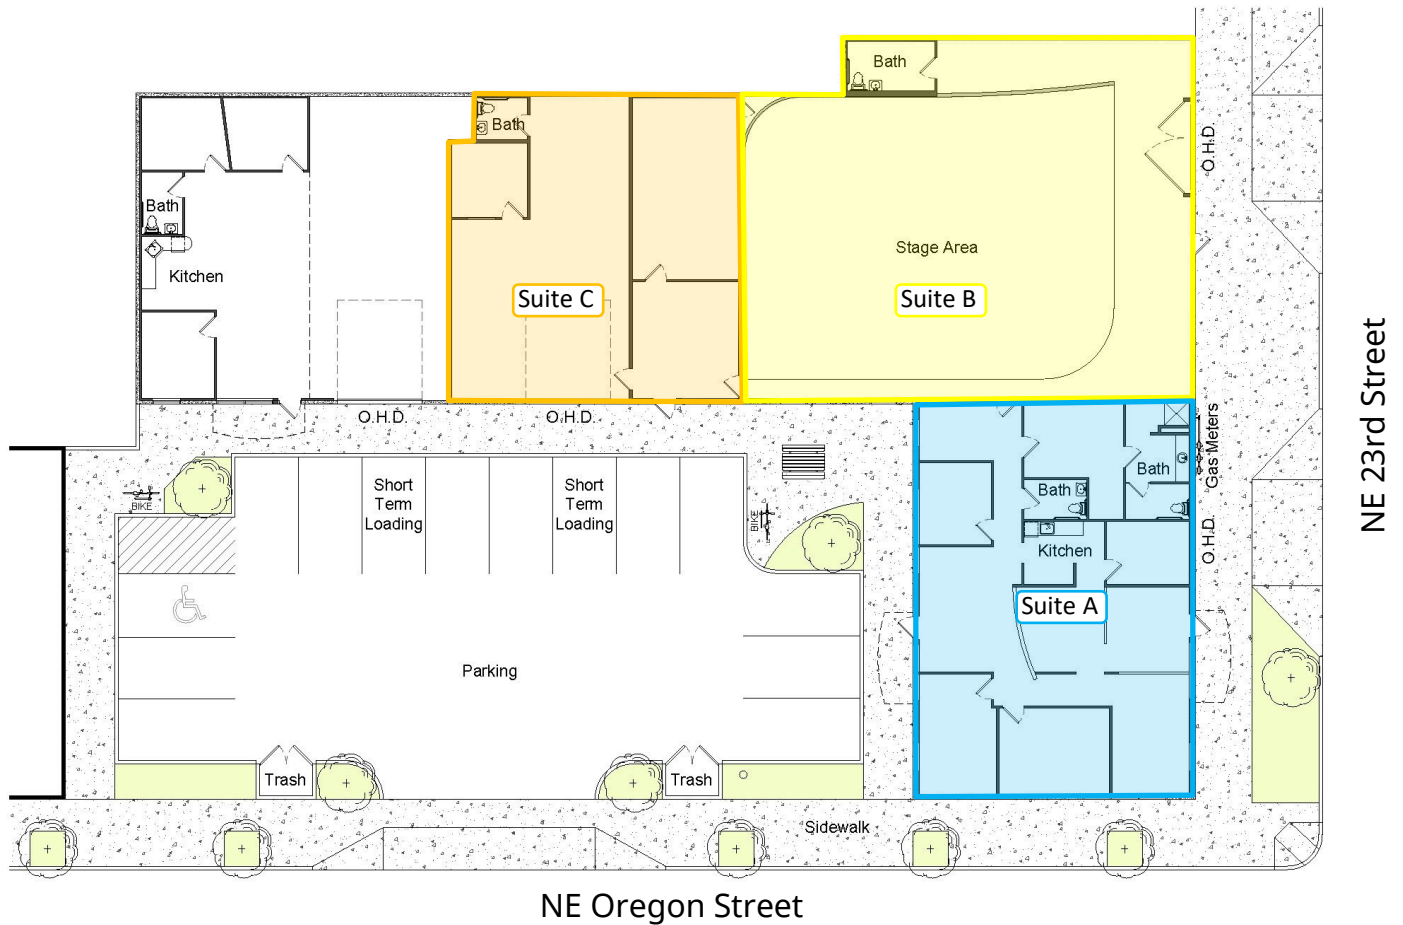 Bath
Bath
O.H.D.
Bath
Stage Area
Kitchen
Suite C
Suite B
NE 23rd Street
O.H.D.
O.H.D.
Gas Meters
Short
Term
Loading
Short
Term
Loading
Bath
Bath
BIKE
BIKE
O.H.D.
Kitchen
Suite A
Parking
Trash
Trash
Sidewalk
NE Oregon Street